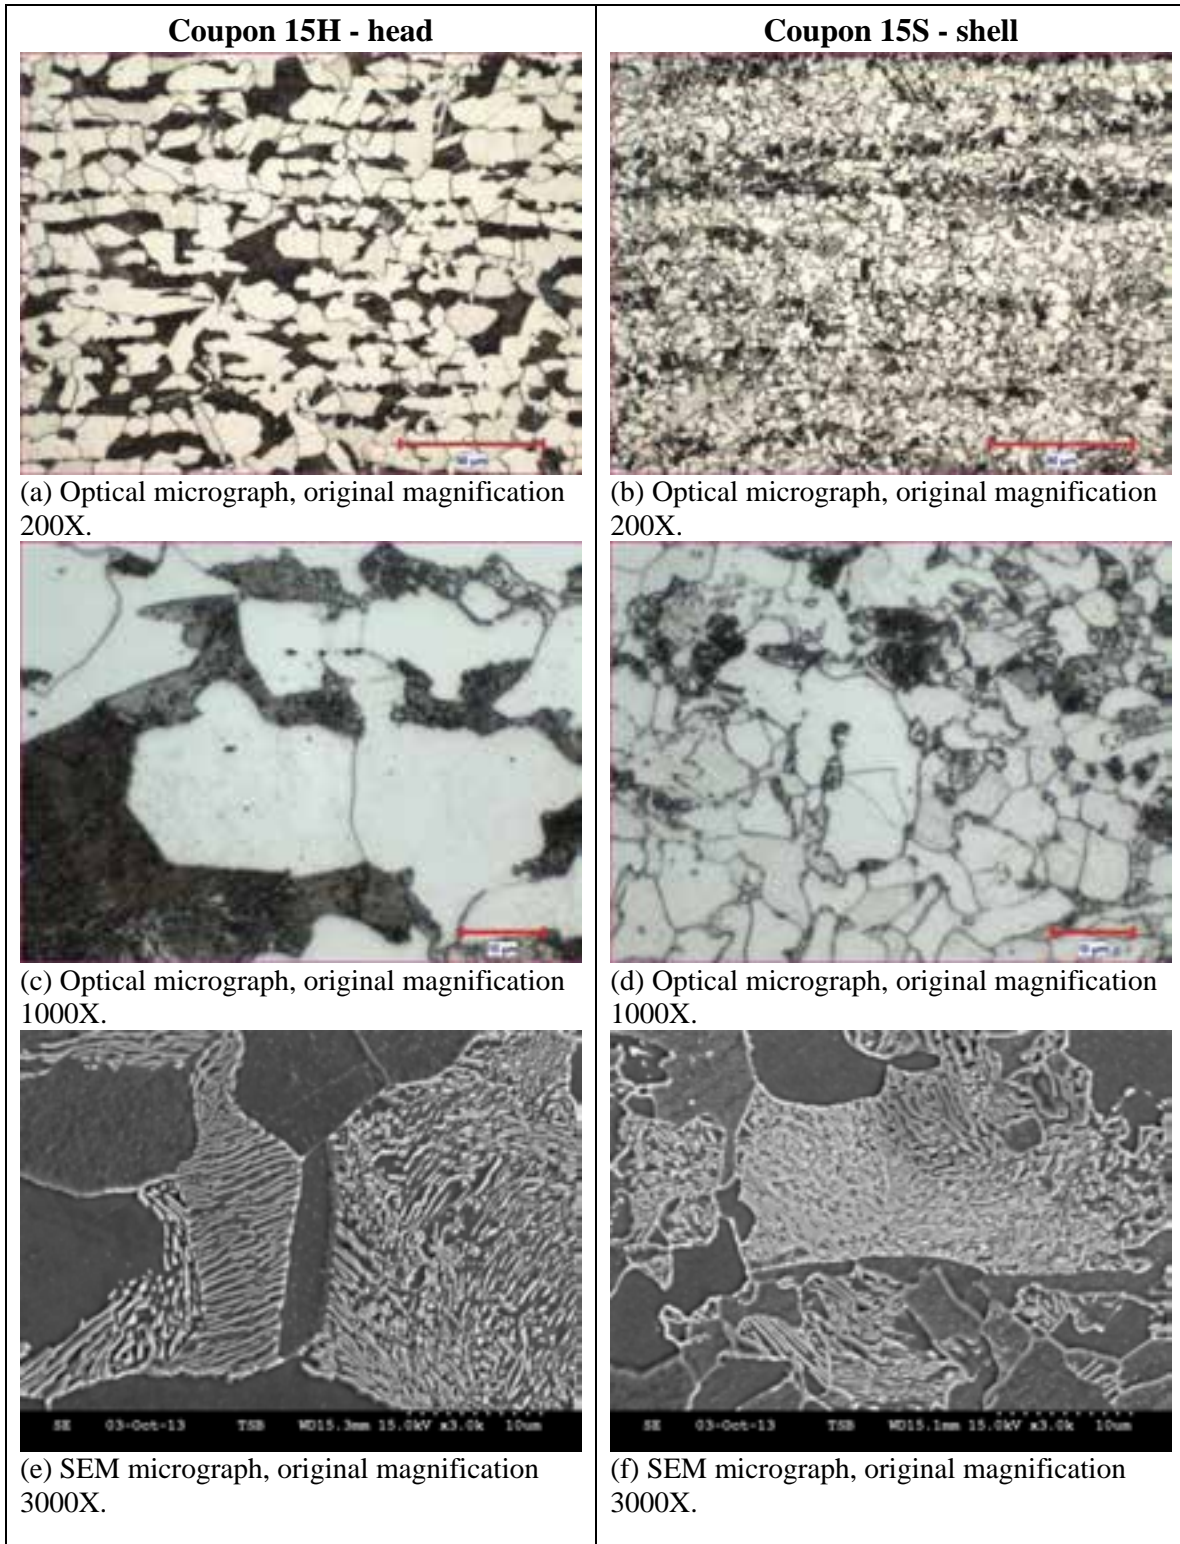 Coupon 15H - head
Coupon 15S - shell
(a) Optical micrograph, original magnification
200X.
(b) Optical micrograph, original magnification
200X.
(c) Optical micrograph, original magnification
1000X.
(d) Optical micrograph, original magnification
1000X.
SE 03-Oct-13 TSB WD15.3mm 15.0kV x3.0k 10um
SE 03-Oct-13 TSB WD15.1mm 15.0kV x3.0k 10um
(e) SEM micrograph, original magnification
3000X.
(f) SEM micrograph, original magnification
3000X.